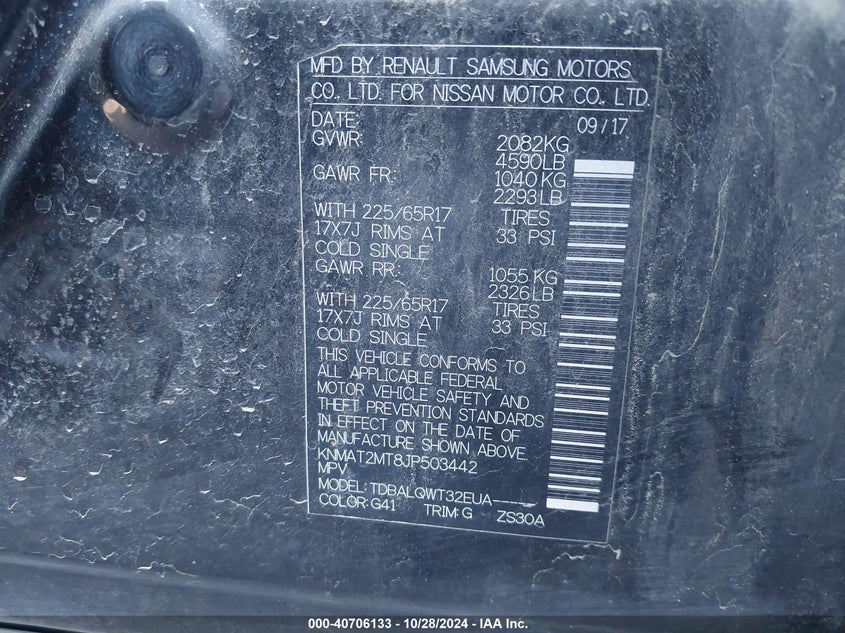 MFD BY RENAULT SAMSUNG MOTORS
CO., LTD. FOR NISSAN MOTOR CO., LTD.
DATE: 09/17
GVWR: 2082KG
4590LB
GAWR FR: 1040KG
2293LB
WITH 225/65R17 TIRES
17X7J RIMS AT 33 PSI
COLD SINGLE
GAWR RR.: 1055 KG
2326LB
WITH 225/65R17 TIRES
17X7J RIMS AT 33 PSI
COLD SINGLE
THIS VEHICLE CONFORMS TO
ALL APPLICABLE FEDERAL
MOTOR VEHICLE SAFETY AND
THEFT PREVENTION STANDARDS
IN EFFECT ON THE DATE OF
MANUFACTURE SHOWN ABOVE.
KNMAT2MT8JP503442
MPV
MODEL: TDBALQWT32EUA-----
COLOR: G41 TRIM: G ZS30A
000-40706133 - 10/28/2024 - IAA Inc.